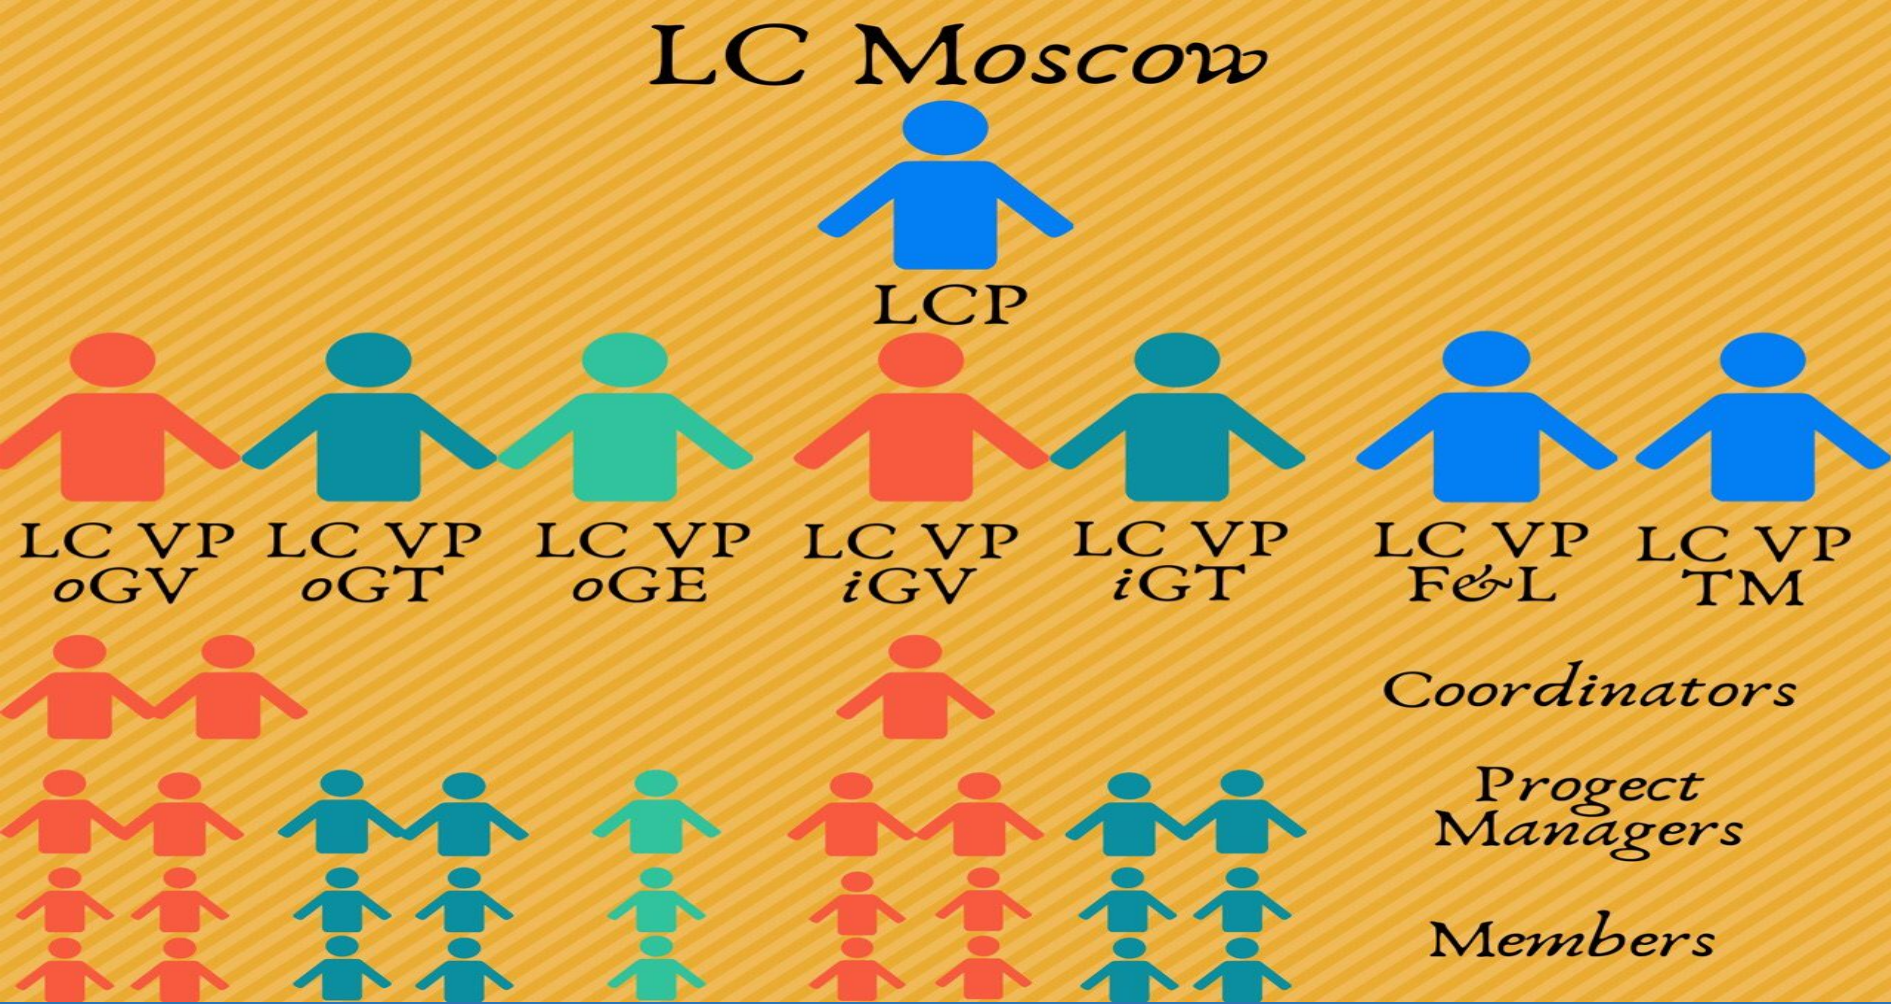 LC Moscow
LCP
LC VP
oGV
LC VP
oGT
LC VP
oGE
LC VP
iGV
LC VP
iGT
LC VP
F&L
LC VP
TM
Coordinators
Progect
Managers
Members